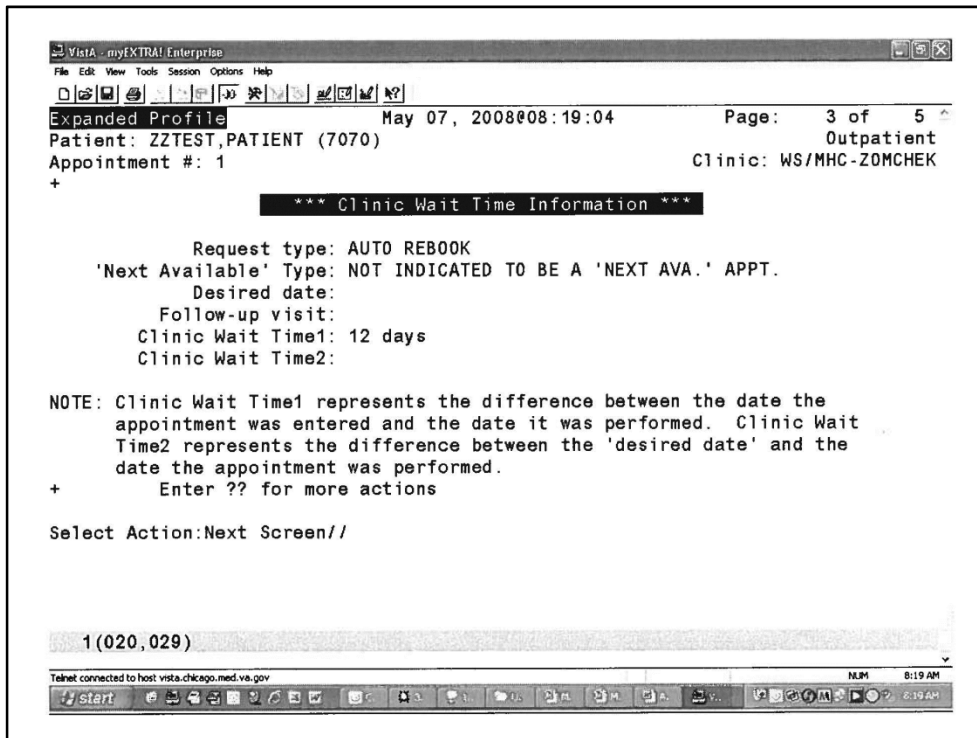 VistA - myEXTRA! Enterprise
File Edit View Tools Session Options Help
Expanded Profile May 07, 2008@08:19:04 Page: 3 of 5
Patient: ZZTEST,PATIENT (7070) Outpatient
Appointment #: 1 Clinic: WS/MHC-ZOMCHEK
+
*** Clinic Wait Time Information ***
Request type: AUTO REBOOK
'Next Available' Type: NOT INDICATED TO BE A 'NEXT AVA.' APPT.
Desired date:
Follow-up visit:
Clinic Wait Time1: 12 days
Clinic Wait Time2:
NOTE: Clinic Wait Time1 represents the difference between the date the
appointment was entered and the date it was performed. Clinic Wait
Time2 represents the difference between the 'desired date' and the
date the appointment was performed.
+ Enter ?? for more actions
Select Action:Next Screen//
1(020,029)
Telnet connected to host vista.chicago.med.va.gov NUM 8:19 AM
start 8:19 AM